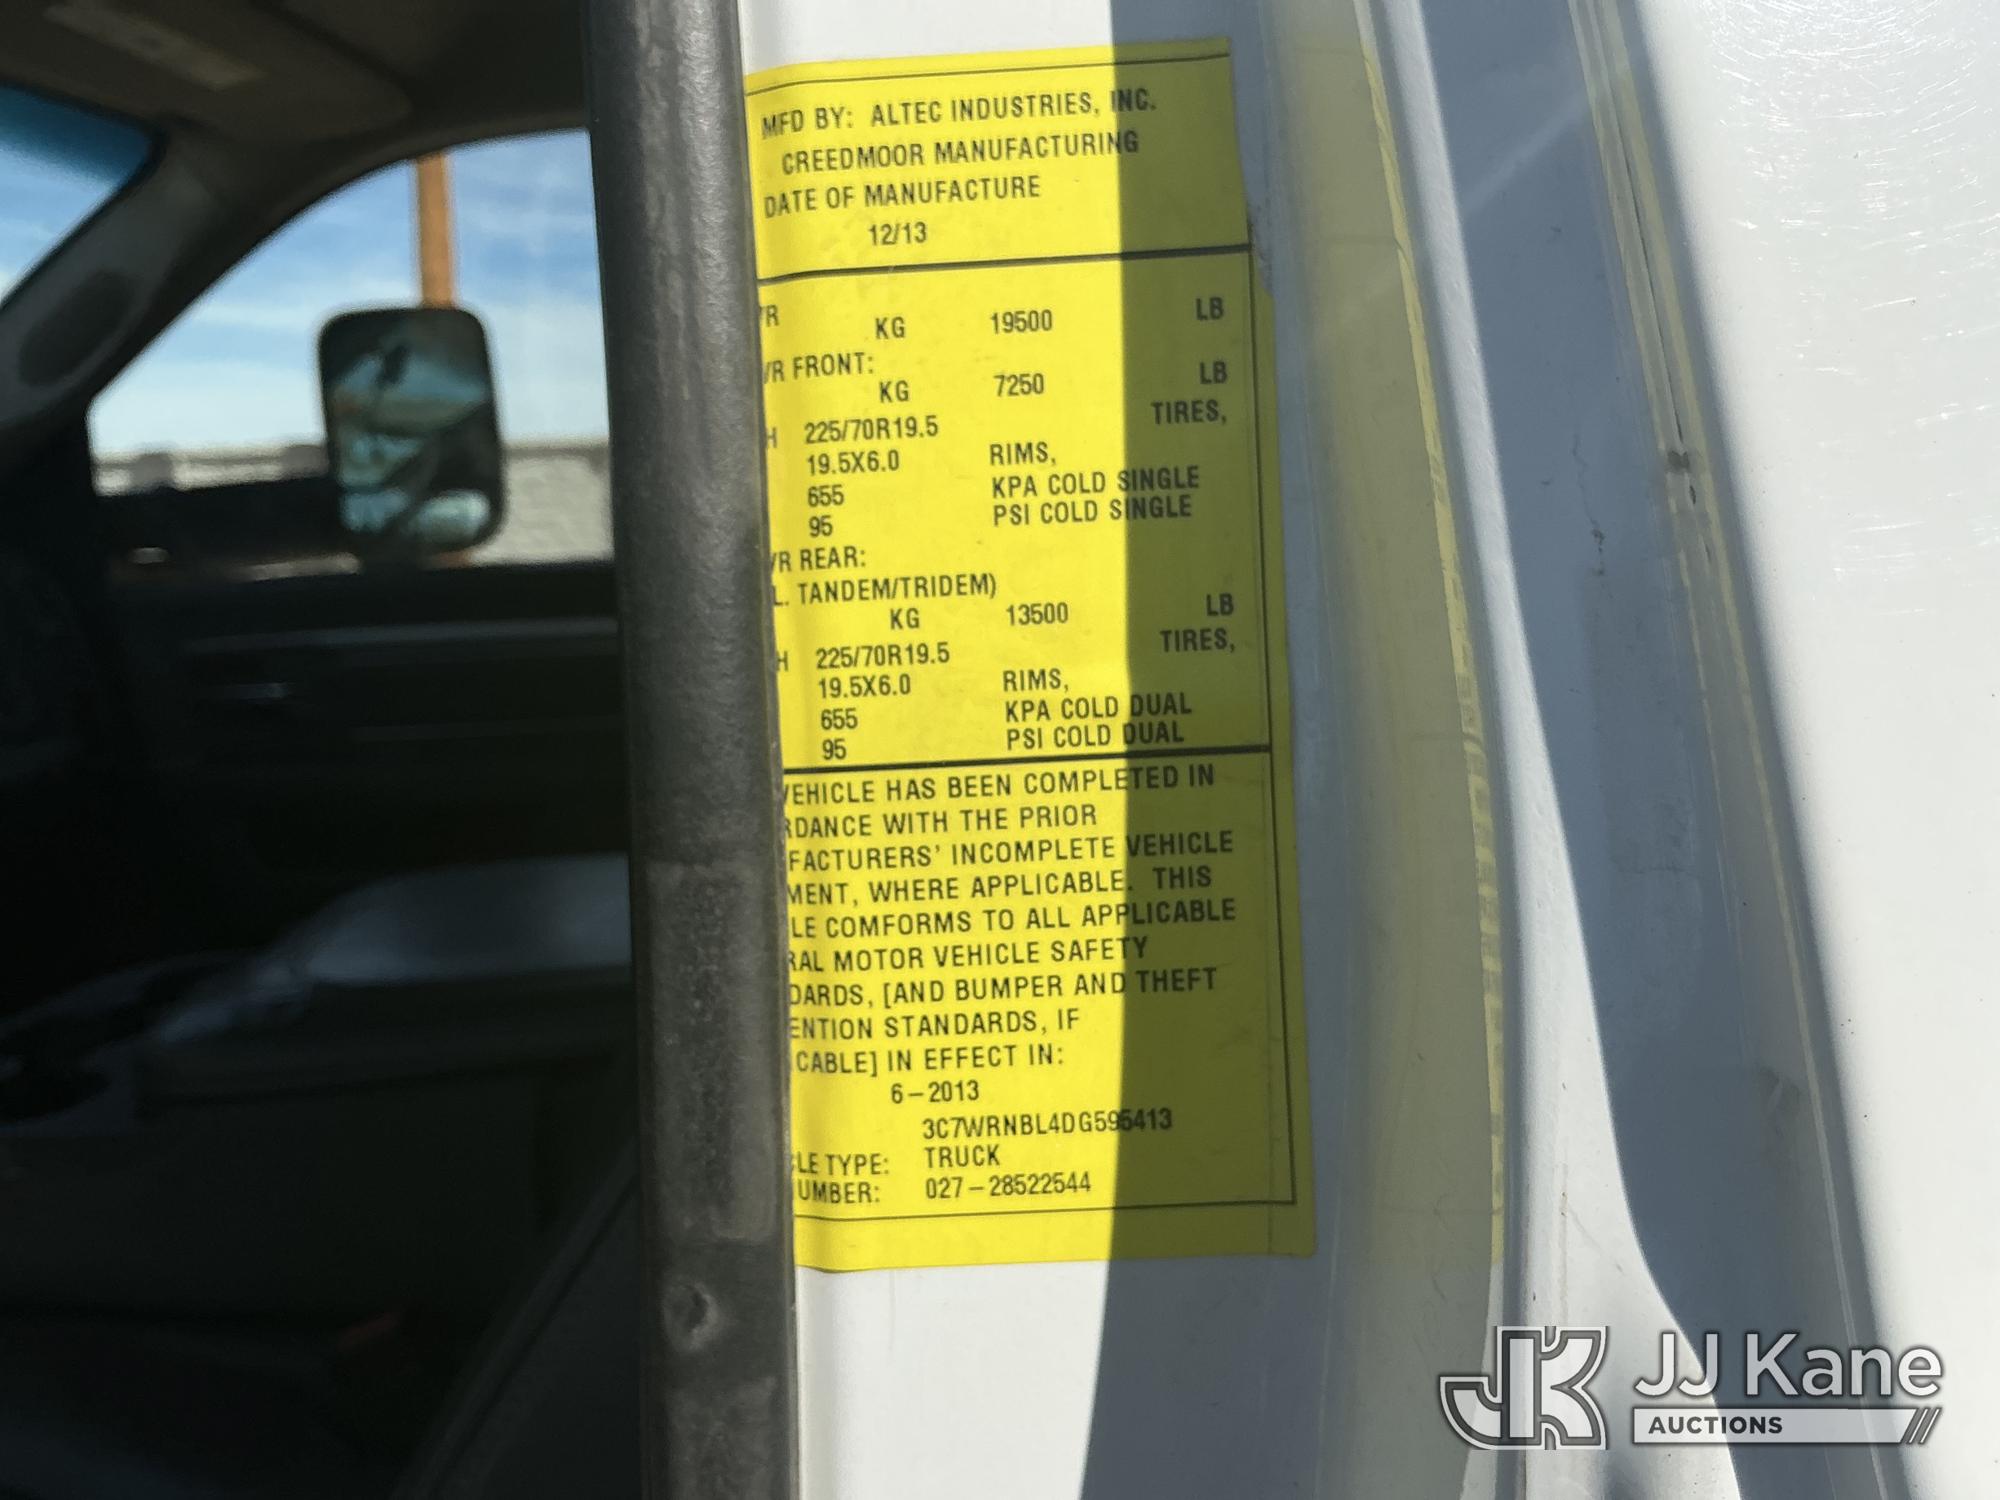 MFD BY: ALTEC INDUSTRIES, INC.
CREEDMOOR MANUFACTURING
DATE OF MANUFACTURE
12/13
VR
KG 19500 LB
VR FRONT:
KG 7250 LB
H 225/70R19.5 TIRES,
19.5X6.0 RIMS,
655 KPA COLD SINGLE
95 PSI COLD SINGLE
VR REAR:
L. TANDEM/TRIDEM)
KG 13500 LB
H 225/70R19.5 TIRES,
19.5X6.0 RIMS,
655 KPA COLD DUAL
95 PSI COLD DUAL
VEHICLE HAS BEEN COMPLETED IN
RDANCE WITH THE PRIOR
FACTURERS' INCOMPLETE VEHICLE
MENT, WHERE APPLICABLE. THIS
LE COMFORMS TO ALL APPLICABLE
RAL MOTOR VEHICLE SAFETY
DARDS, [AND BUMPER AND THEFT
ENTION STANDARDS, IF
CABLE] IN EFFECT IN:
6-2013
3C7WRNBL4DG595413
CLE TYPE: TRUCK
UMBER: 027-28522544
JK JJ Kane
AUCTIONS